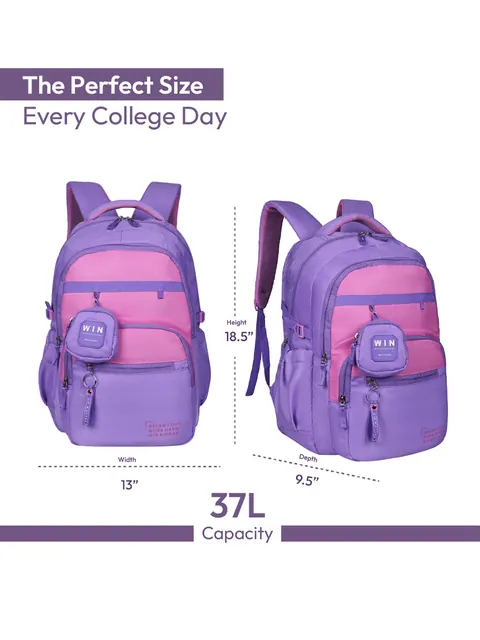 The Perfect Size
Every College Day
WIN
WIN
Height
18.5”
Width
13”
Depth
9.5”
37L
Capacity